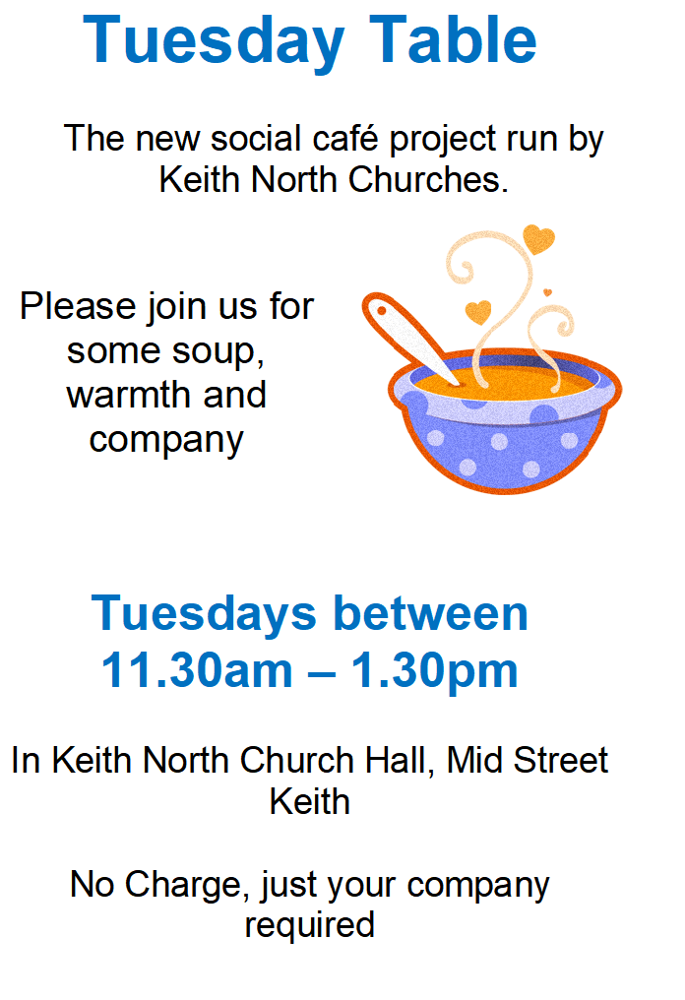 Tuesday Table
The new social café project run by
Keith North Churches.
Please join us for
some soup,
warmth and
company
Tuesdays between
11.30am – 1.30pm
In Keith North Church Hall, Mid Street
Keith
No Charge, just your company
required